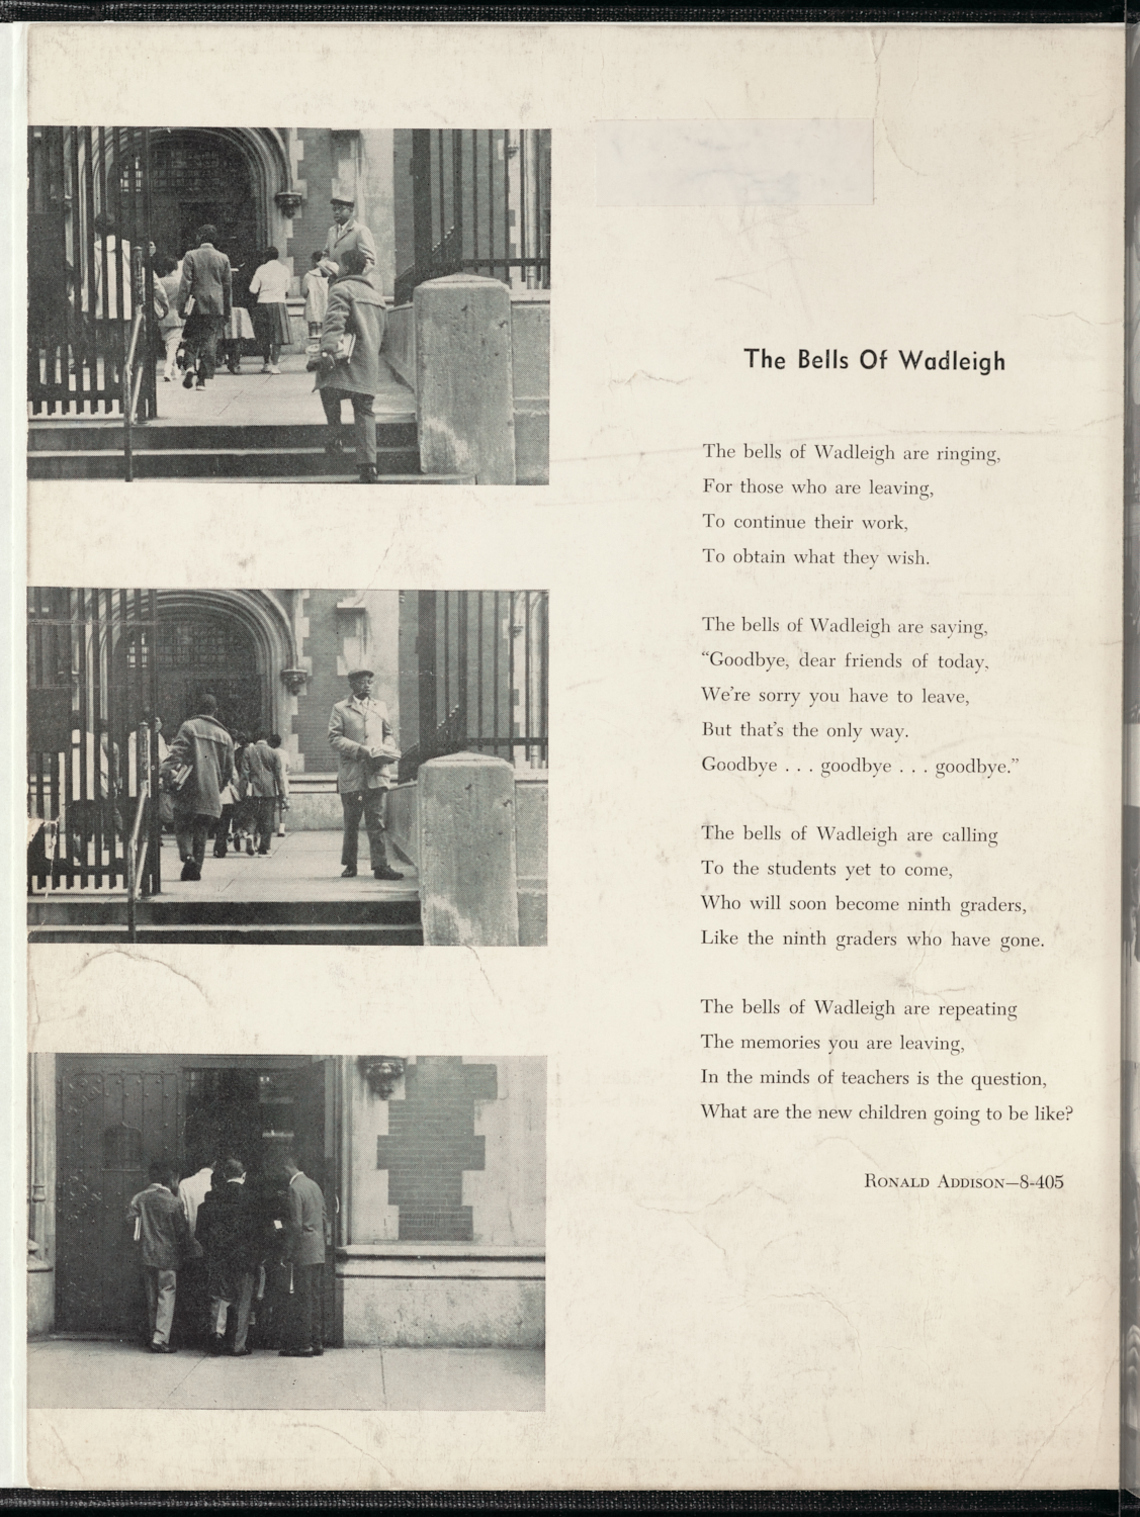 The Bells Of Wadleigh
The bells of Wadleigh are ringing,
For those who are leaving,
To continue their work,
To obtain what they wish.
The bells of Wadleigh are saying,
“Goodbye, dear friends of today,
We’re sorry you have to leave,
But that’s the only way.
Goodbye . . . goodbye . . . goodbye.”
The bells of Wadleigh are calling
To the students yet to come,
Who will soon become ninth graders,
Like the ninth graders who have gone.
The bells of Wadleigh are repeating
The memories you are leaving,
In the minds of teachers is the question,
What are the new children going to be like?
Ronald Addison—8-405